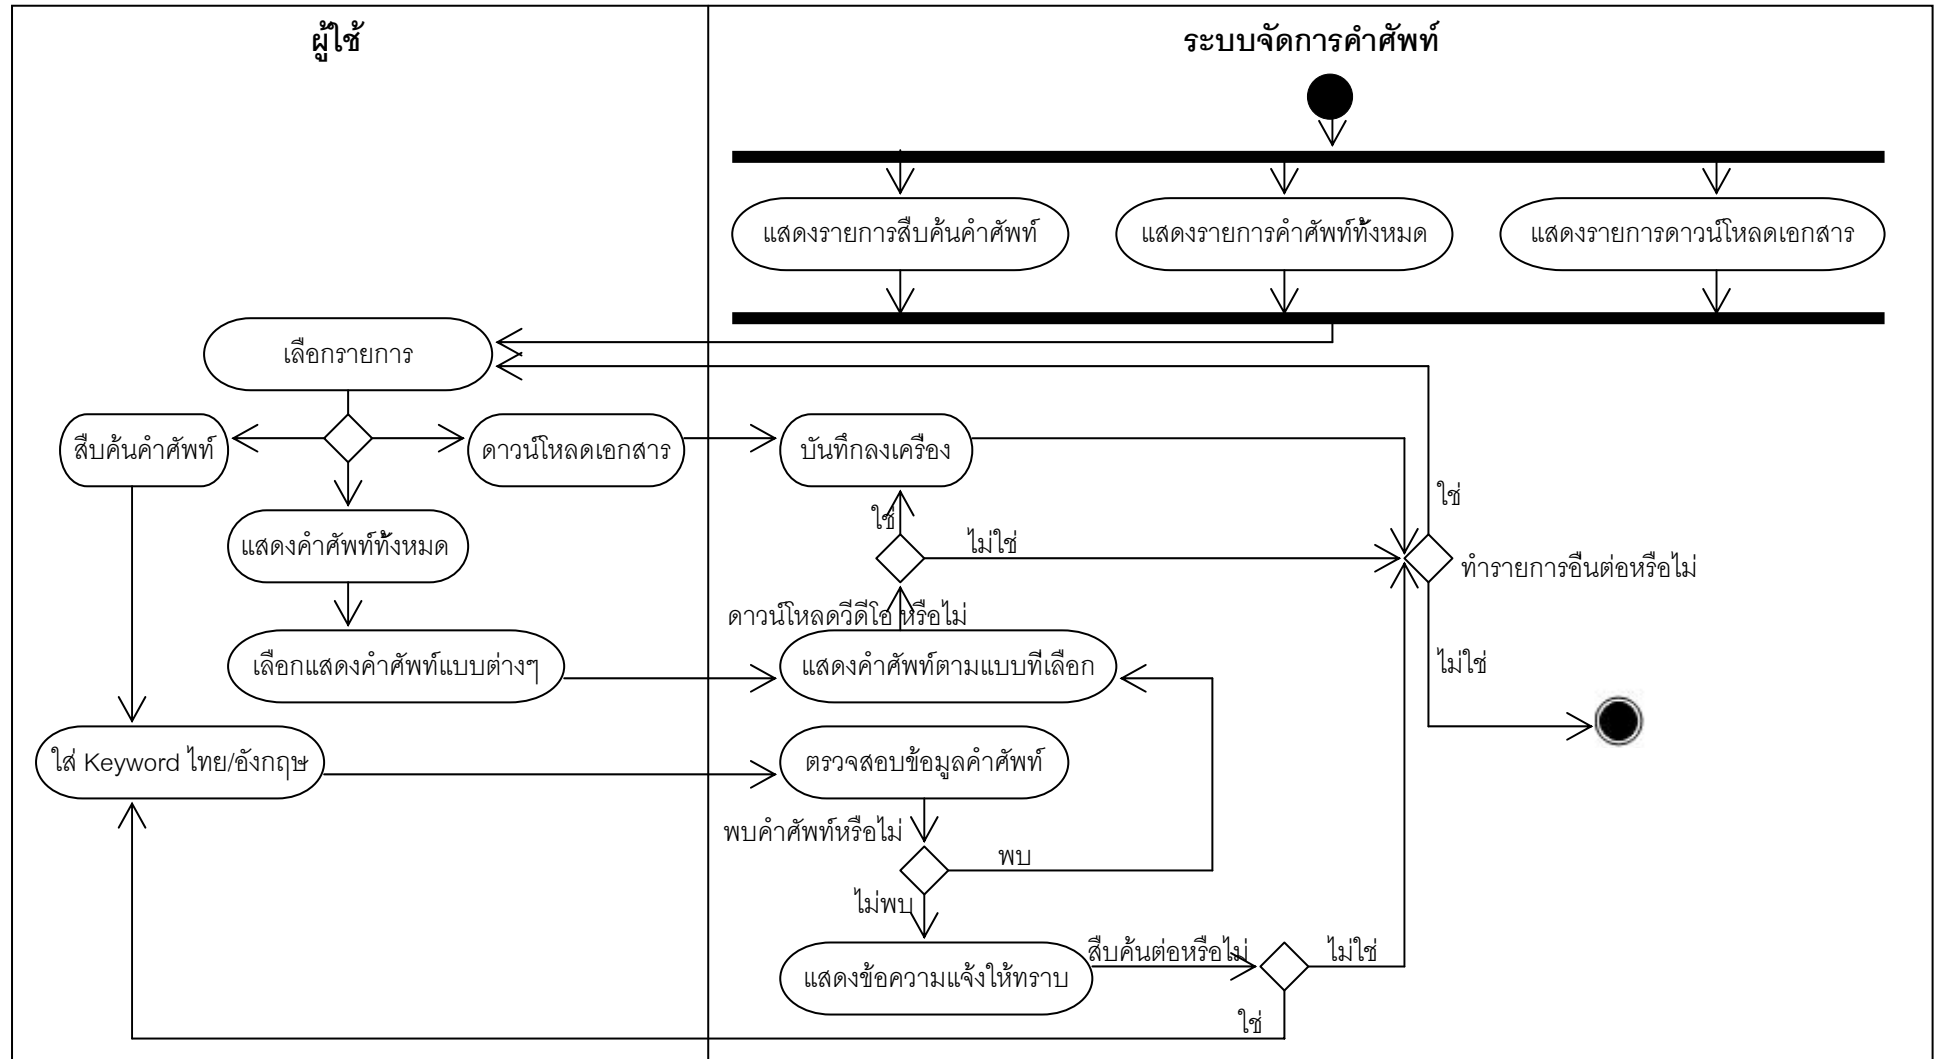 ผู้ใช้
ระบบจัดการคำศัพท์
แสดงรายการสืบค้นคำศัพท์
แสดงรายการคำศัพท์ทั้งหมด
แสดงรายการดาวน์โหลดเอกสาร
เลือกรายการ
สืบค้นคำศัพท์
ดาวน์โหลดเอกสาร
บันทึกลงเครื่อง
ใช่
ใช่
แสดงคำศัพท์ทั้งหมด
ไม่ใช่
ทำรายการอื่นต่อหรือไม่
ดาวน์โหลดวีดีโอ หรือไม่
เลือกแสดงคำศัพท์แบบต่างๆ
แสดงคำศัพท์ตามแบบที่เลือก
ไม่ใช่
ใส่ Keyword ไทย/อังกฤษ
ตรวจสอบข้อมูลคำศัพท์
พบคำศัพท์หรือไม่
พบ
ไม่พบ
สืบค้นต่อหรือไม่
ไม่ใช่
แสดงข้อความแจ้งให้ทราบ
ใช่